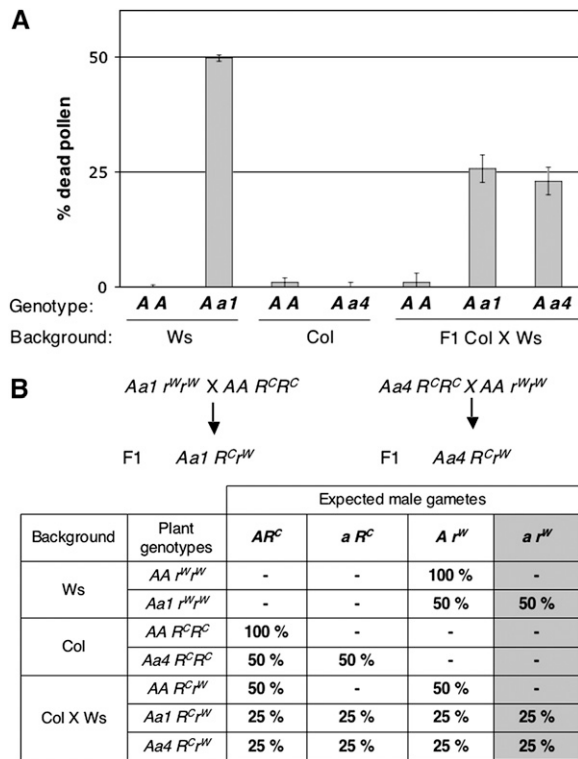 A
% dead pollen
50
25
0
Genotype: A A A a1 A A A a4 A A A a1 A a4
Background: Ws Col F1 Col X Ws
B
Aa1 rᵂrᵂ X AA RᶜRᶜ Aa4 RᶜRᶜ X AA rᵂrᵂ
F1 Aa1 Rᶜrᵂ F1 Aa4 Rᶜrᵂ
Expected male gametes
Background Plant genotypes ARᶜ a Rᶜ A rᵂ a rᵂ
Ws AA rᵂrᵂ - - 100 % -
Aa1 rᵂrᵂ - - 50 % 50 %
Col AA RᶜRᶜ 100 % - - -
Aa4 RᶜRᶜ 50 % 50 % - -
Col X Ws AA Rᶜrᵂ 50 % - 50 % -
Aa1 Rᶜrᵂ 25 % 25 % 25 % 25 %
Aa4 Rᶜrᵂ 25 % 25 % 25 % 25 %